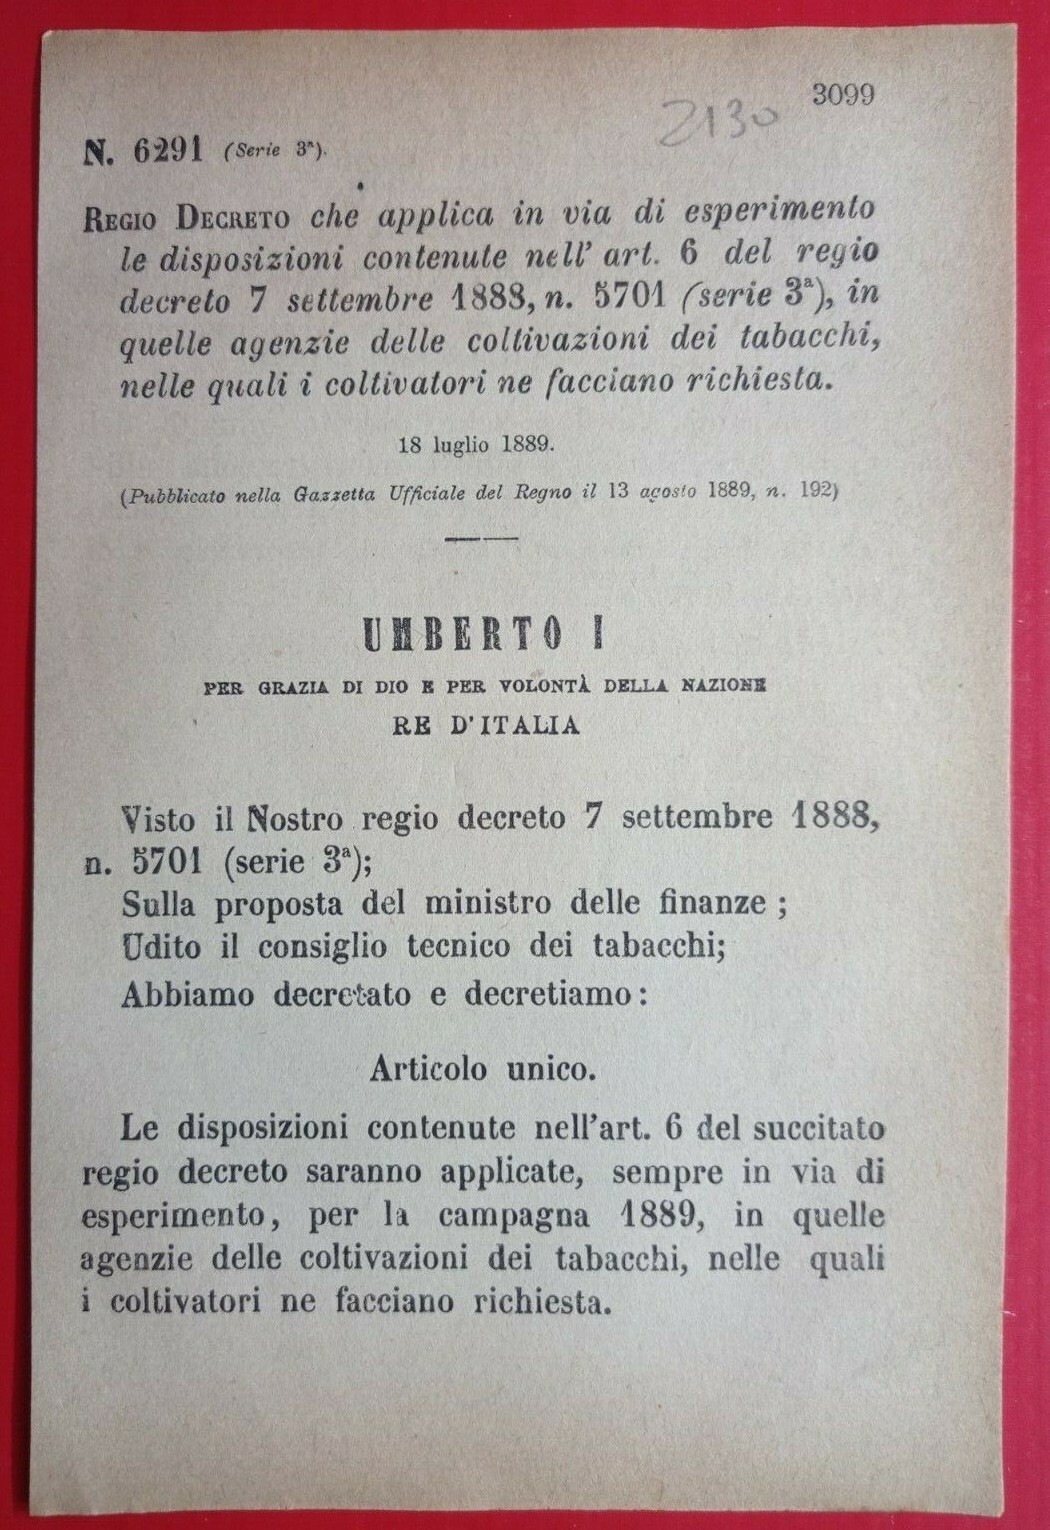 3099
2130
N. 6291 (Serie 3ª).
REGIO DECRETO che applica in via di esperimento
le disposizioni contenute nell' art. 6 del regio
decreto 7 settembre 1888, n. 5701 (serie 3ª), in
quelle agenzie delle coltivazioni dei tabacchi,
nelle quali i coltivatori ne facciano richiesta.
18 luglio 1889.
(Pubblicato nella Gazzetta Ufficiale del Regno il 13 agosto 1889, n. 192)
UMBERTO I
PER GRAZIA DI DIO E PER VOLONTÀ DELLA NAZIONE
RE D'ITALIA
Visto il Nostro regio decreto 7 settembre 1888,
n. 5701 (serie 3ª);
Sulla proposta del ministro delle finanze ;
Udito il consiglio tecnico dei tabacchi;
Abbiamo decretato e decretiamo :
Articolo unico.
Le disposizioni contenute nell'art. 6 del succitato
regio decreto saranno applicate, sempre in via di
esperimento, per la campagna 1889, in quelle
agenzie delle coltivazioni dei tabacchi, nelle quali
i coltivatori ne facciano richiesta.